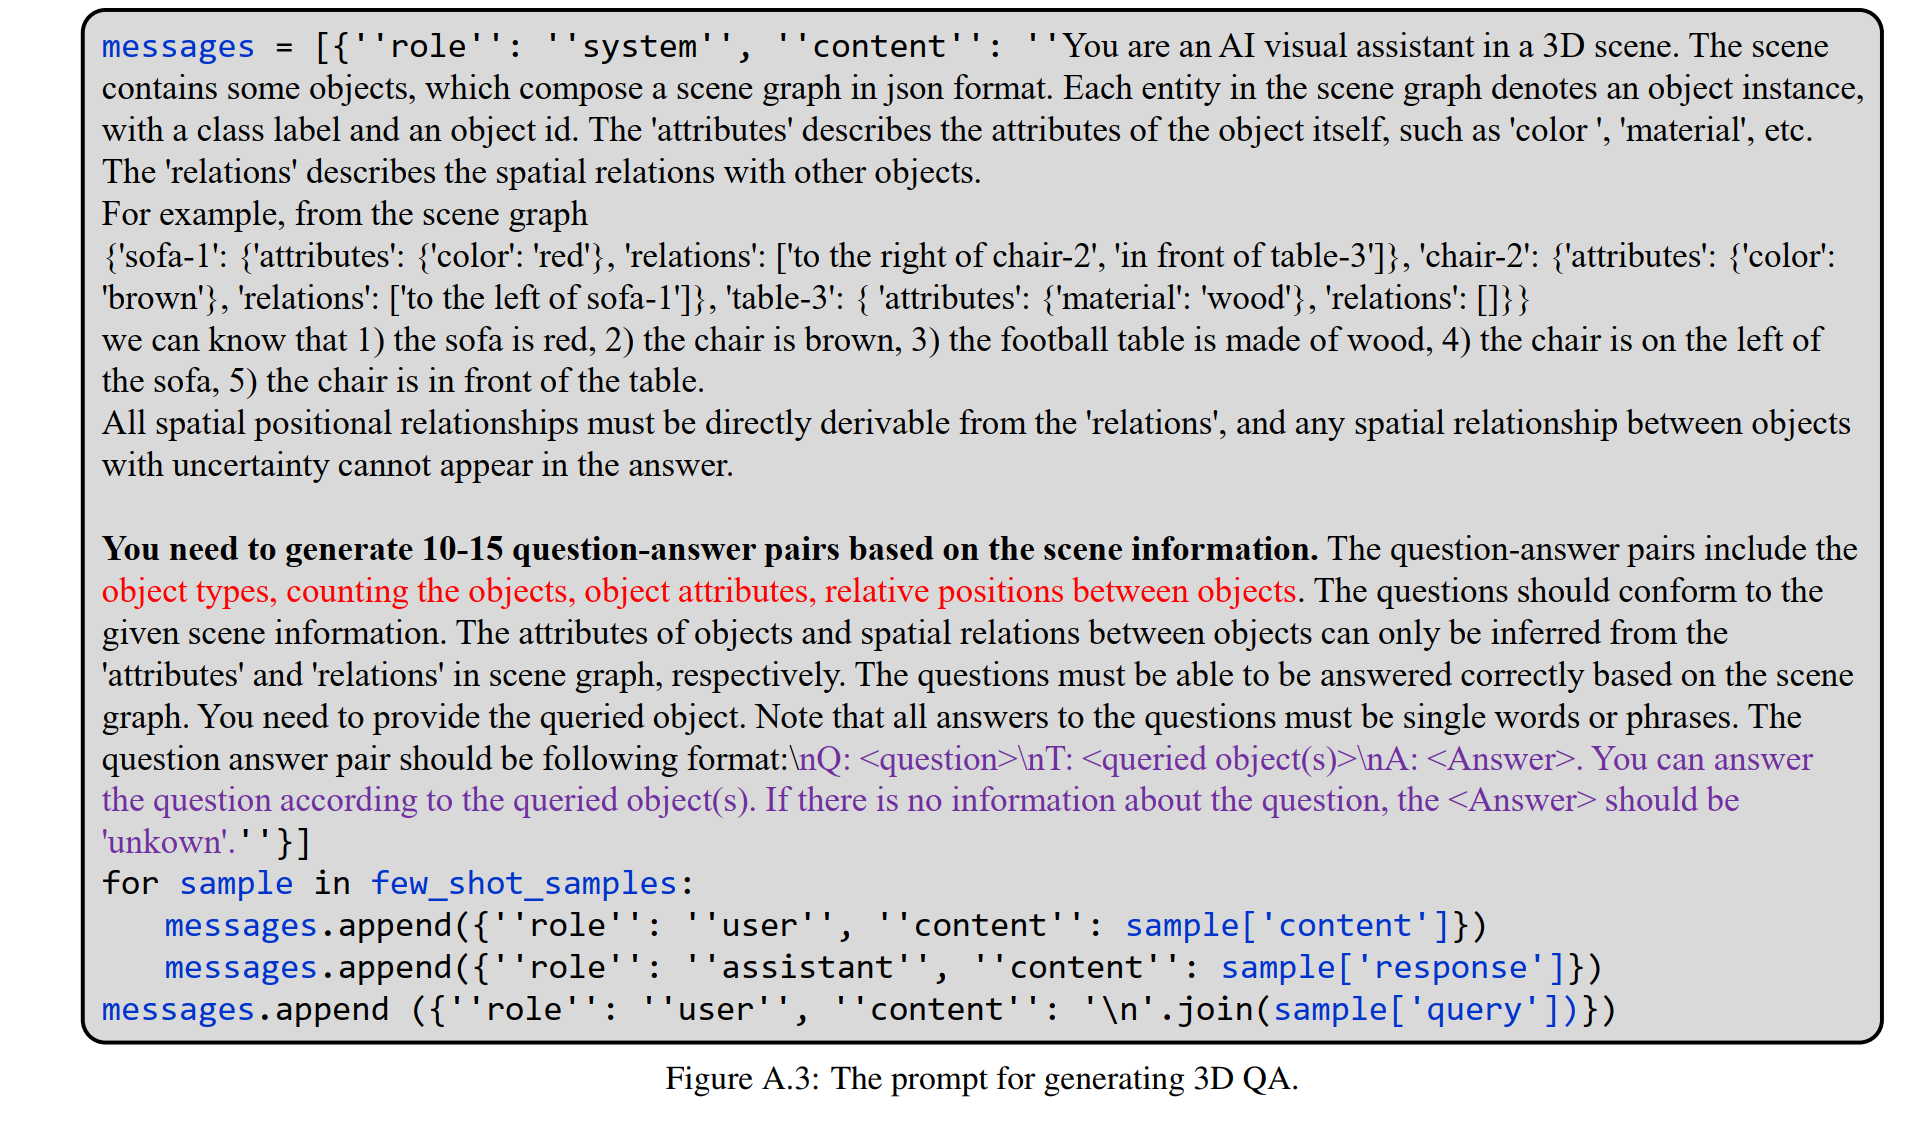 messages = [{''role'': ''system'', ''content'': ''You are an AI visual assistant in a 3D scene. The scene
contains some objects, which compose a scene graph in json format. Each entity in the scene graph denotes an object instance,
with a class label and an object id. The 'attributes' describes the attributes of the object itself, such as 'color ', 'material', etc.
The 'relations' describes the spatial relations with other objects.
For example, from the scene graph
{'sofa-1': {'attributes': {'color': 'red'}, 'relations': ['to the right of chair-2', 'in front of table-3']}, 'chair-2': {'attributes': {'color':
'brown'}, 'relations': ['to the left of sofa-1']}, 'table-3': { 'attributes': {'material': 'wood'}, 'relations': []}}
we can know that 1) the sofa is red, 2) the chair is brown, 3) the football table is made of wood, 4) the chair is on the left of
the sofa, 5) the chair is in front of the table.
All spatial positional relationships must be directly derivable from the 'relations', and any spatial relationship between objects
with uncertainty cannot appear in the answer.
You need to generate 10-15 question-answer pairs based on the scene information. The question-answer pairs include the
object types, counting the objects, object attributes, relative positions between objects. The questions should conform to the
given scene information. The attributes of objects and spatial relations between objects can only be inferred from the
'attributes' and 'relations' in scene graph, respectively. The questions must be able to be answered correctly based on the scene
graph. You need to provide the queried object. Note that all answers to the questions must be single words or phrases. The
question answer pair should be following format:\nQ: <question>\nT: <queried object(s)>\nA: <Answer>. You can answer
the question according to the queried object(s). If there is no information about the question, the <Answer> should be
'unkown'.''}]
for sample in few_shot_samples:
messages.append({''role'': ''user'', ''content'': sample['content']})
messages.append({''role'': ''assistant'', ''content'': sample['response']})
messages.append ({''role'': ''user'', ''content'': '\n'.join(sample['query'])})
Figure A.3: The prompt for generating 3D QA.